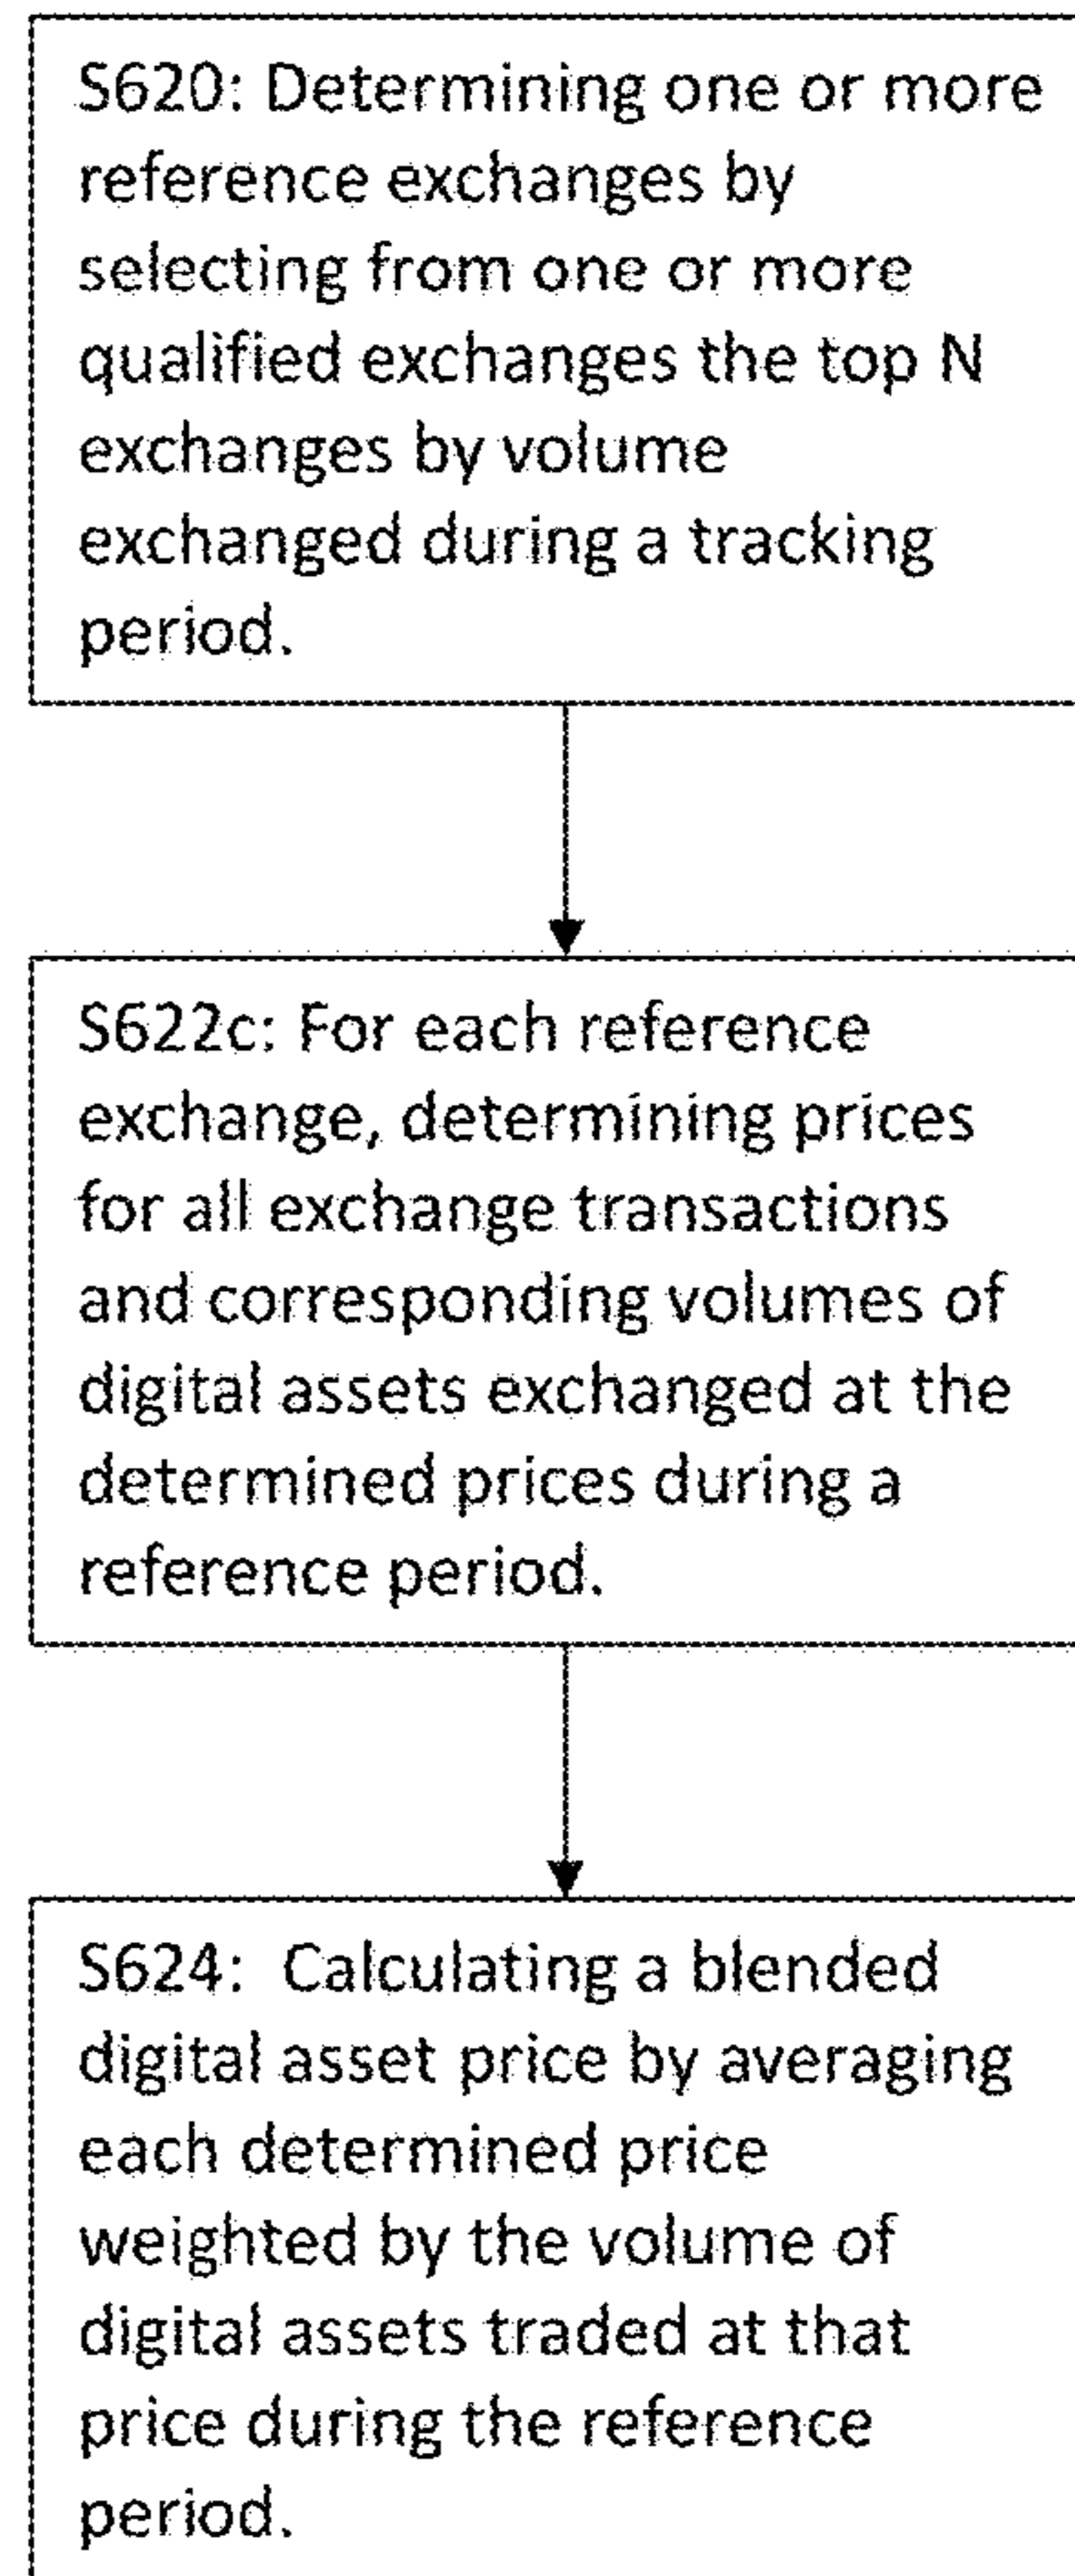 S620: Determining one or more
reference exchanges by
selecting from one or more
qualified exchanges the top N
exchanges by volume
exchanged during a tracking
period.
S622c: For each reference
exchange, determining prices
for all exchange transactions
and corresponding volumes of
digital assets exchanged at the
determined prices during a
reference period.
S624: Calculating a blended
digital asset price by averaging
each determined price
weighted by the volume of
digital assets traded at that
price during the reference
period.